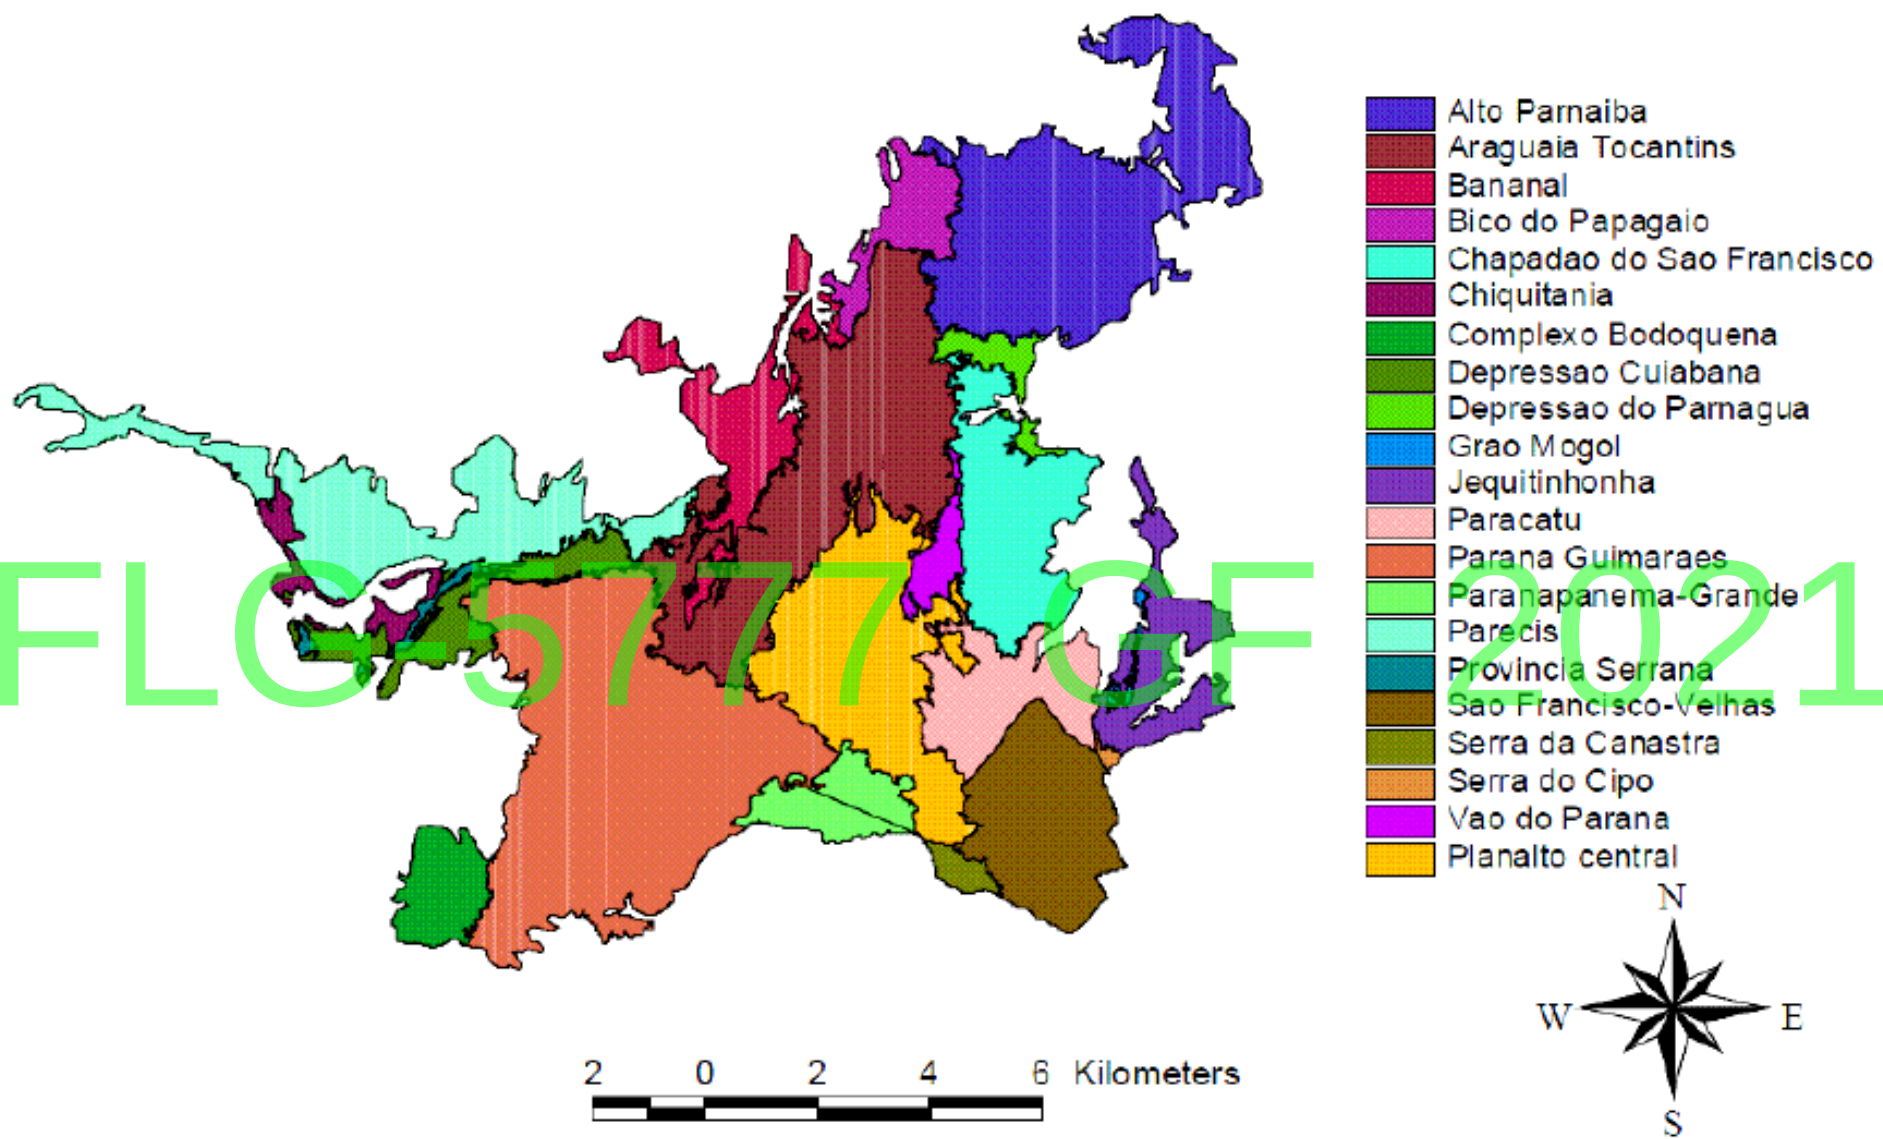 Alto Parnaiba
Araguaia Tocantins
Bananal
Bico do Papagaio
Chapadao do Sao Francisco
Chiquitania
Complexo Bodoquena
Depressao Cuiabana
Depressao do Parnagua
Grao Mogol
Jequitinhonha
Paracatu
Parana Guimaraes
Paranapanema-Grande
Parecis
Provincia Serrana
Sao Francisco-Velhas
Serra da Canastra
Serra do Cipo
Vao do Parana
Planalto central
FLG-5777 GF 2021
N
W E
S
2 0 2 4 6 Kilometers